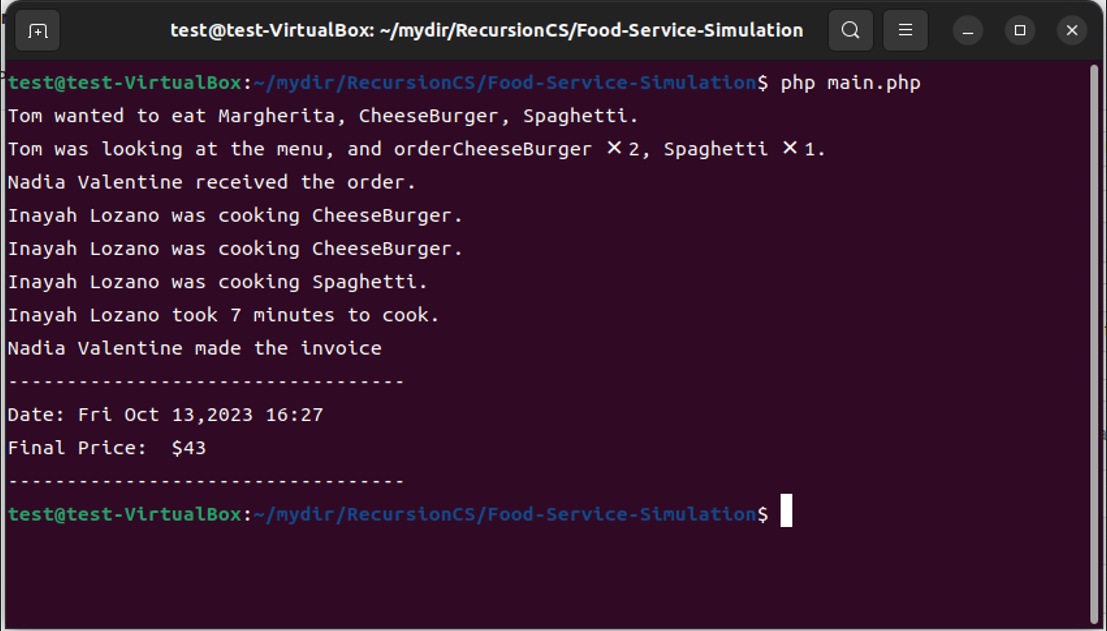 test@test-VirtualBox: ~/mydir/RecursionCS/Food-Service-Simulation
test@test-VirtualBox:~/mydir/RecursionCS/Food-Service-Simulation$ php main.php
Tom wanted to eat Margherita, CheeseBurger, Spaghetti.
Tom was looking at the menu, and orderCheeseBurger ✕2, Spaghetti ✕1.
Nadia Valentine received the order.
Inayah Lozano was cooking CheeseBurger.
Inayah Lozano was cooking CheeseBurger.
Inayah Lozano was cooking Spaghetti.
Inayah Lozano took 7 minutes to cook.
Nadia Valentine made the invoice
----------------------------------
Date: Fri Oct 13,2023 16:27
Final Price:  $43
----------------------------------
test@test-VirtualBox:~/mydir/RecursionCS/Food-Service-Simulation$